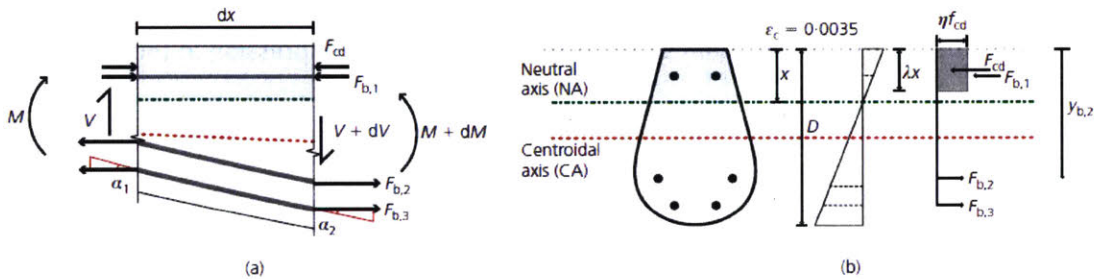 dx
F_cd
F_b,1
M
V
V + dV
M + dM
F_b,2
F_b,3
α_1
α_2
(a)
ε_c = 0·0035
ηf_cd
Neutral
axis (NA)
x
λx
F_cd
F_b,1
y_b,2
D
Centroidal
axis (CA)
F_b,2
F_b,3
(b)